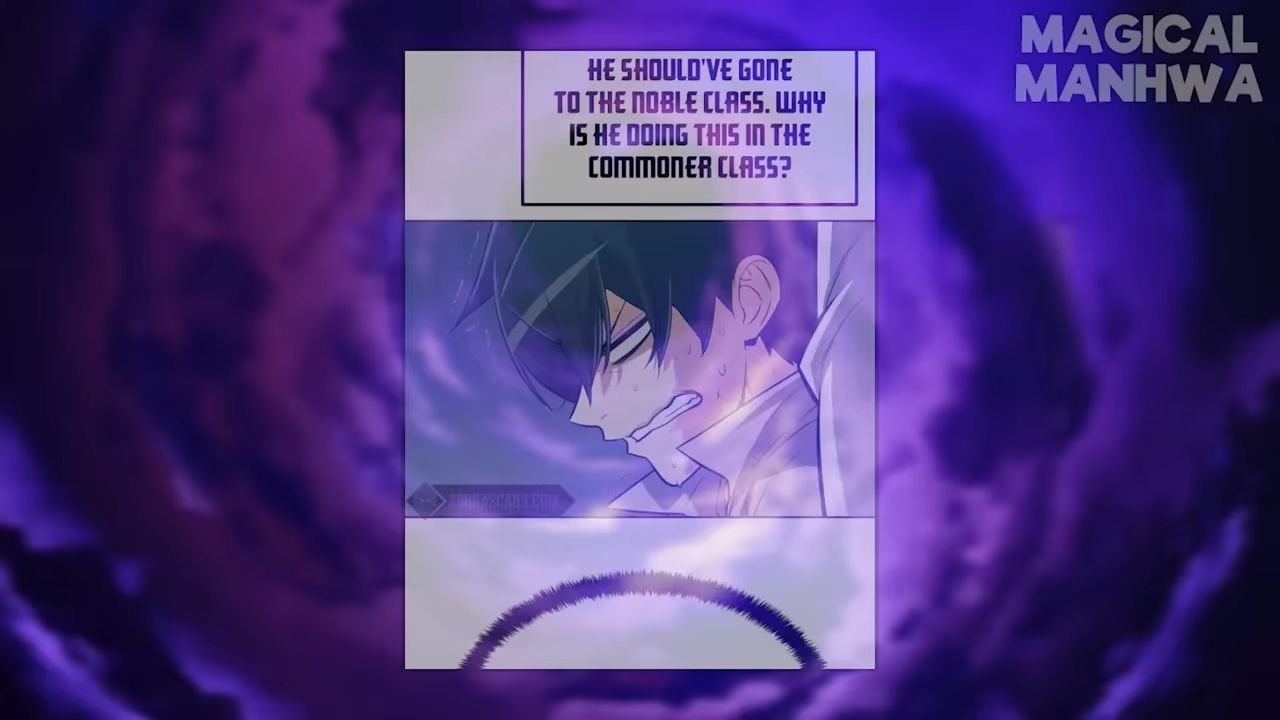 MAGICAL
MANHWA
HE SHOULD'VE GONE
TO THE NOBLE CLASS. WHY
IS HE DOING THIS IN THE
COMMONER CLASS?